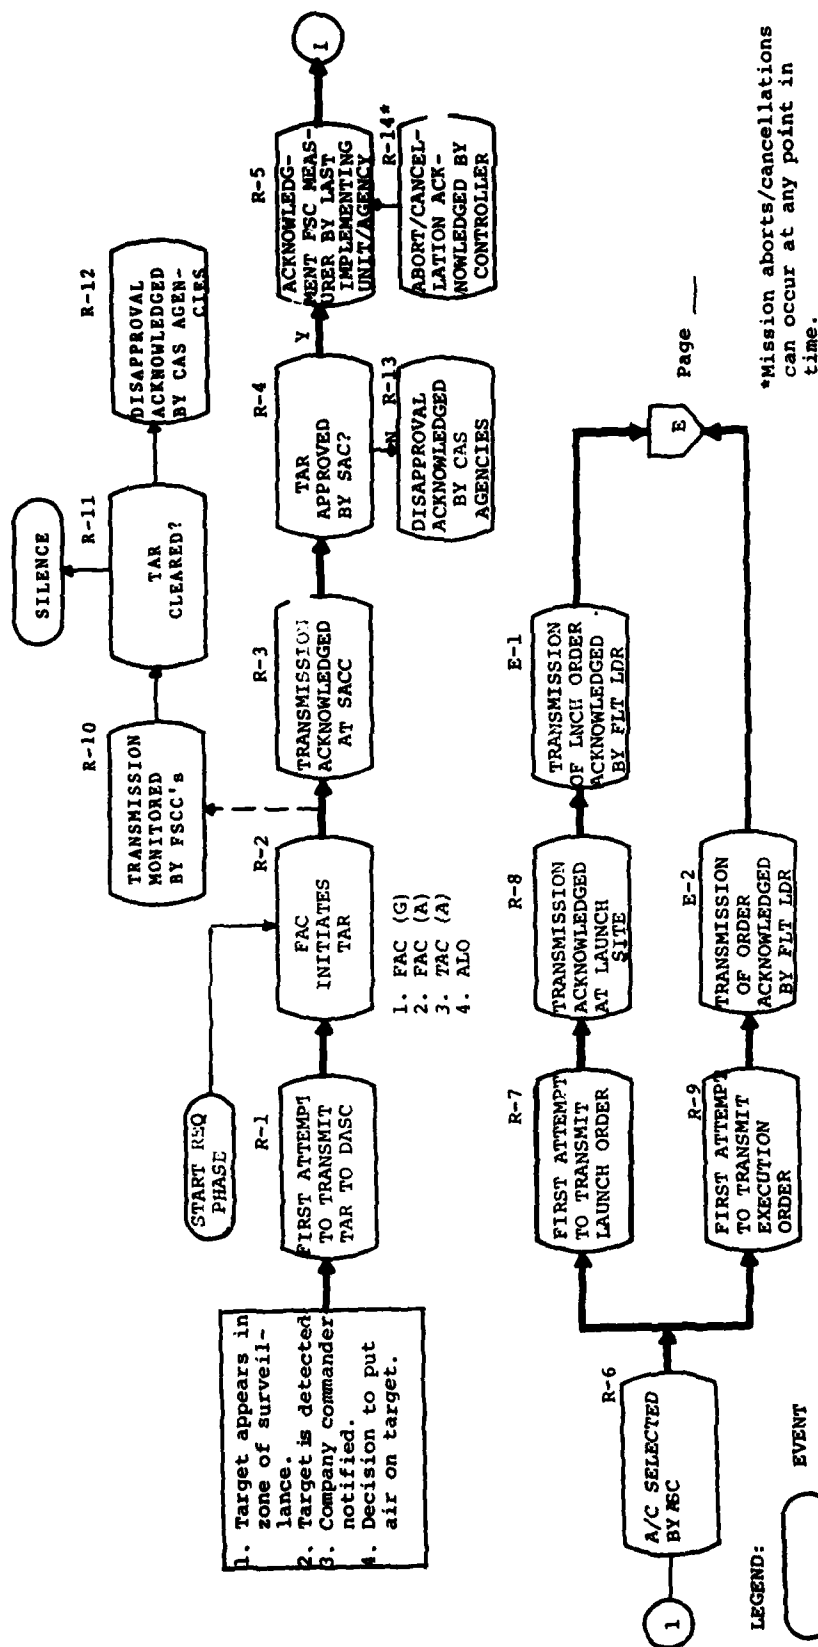 START REQ
PHASE
SILENCE
R-10
TRANSMISSION
MONITORED
BY FSCC's
R-11
TAR
CLEARED?
R-12
DISAPPROVAL
ACKNOWLEDGED
BY CAS AGEN-
CIES
1. Target appears in
zone of surveil-
lance.
2. Target is detected
3. Company commander
notified.
4. Decision to put
air on target.
R-1
FIRST ATTEMPT
TO TRANSMIT
TAR TO DASC
R-2
FAC
INITIATES
TAR
1. FAC (G)
2. FAC (A)
3. TAC (A)
4. ALO
R-3
TRANSMISSION
ACKNOWLEDGED
AT SACC
R-4
TAR
APPROVED
BY SAC?
Y
N
R-13
DISAPPROVAL
ACKNOWLEDGED
BY CAS
AGENCIES
R-5
ACKNOWLEDG-
MENT FSC MEAS-
URER BY LAST
IMPLEMENTING
UNIT/AGENCY
R-14*
ABORT/CANCEL-
LATION ACK-
NOWLEDGED BY
CONTROLLER
1
1
R-6
A/C SELECTED
BY ASC
R-7
FIRST ATTEMPT
TO TRANSMIT
LAUNCH ORDER
R-8
TRANSMISSION
ACKNOWLEDGED
AT LAUNCH
SITE
E-1
TRANSMISSION
OF LNCH ORDER
ACKNOWLEDGED
BY FLT LDR
R-9
FIRST ATTEMPT
TO TRANSMIT
EXECUTION
ORDER
E-2
TRANSMISSION
OF ORDER
ACKNOWLEDGED
BY FLT LDR
E
Page
*Mission aborts/cancellations
can occur at any point in
time.
LEGEND:
EVENT